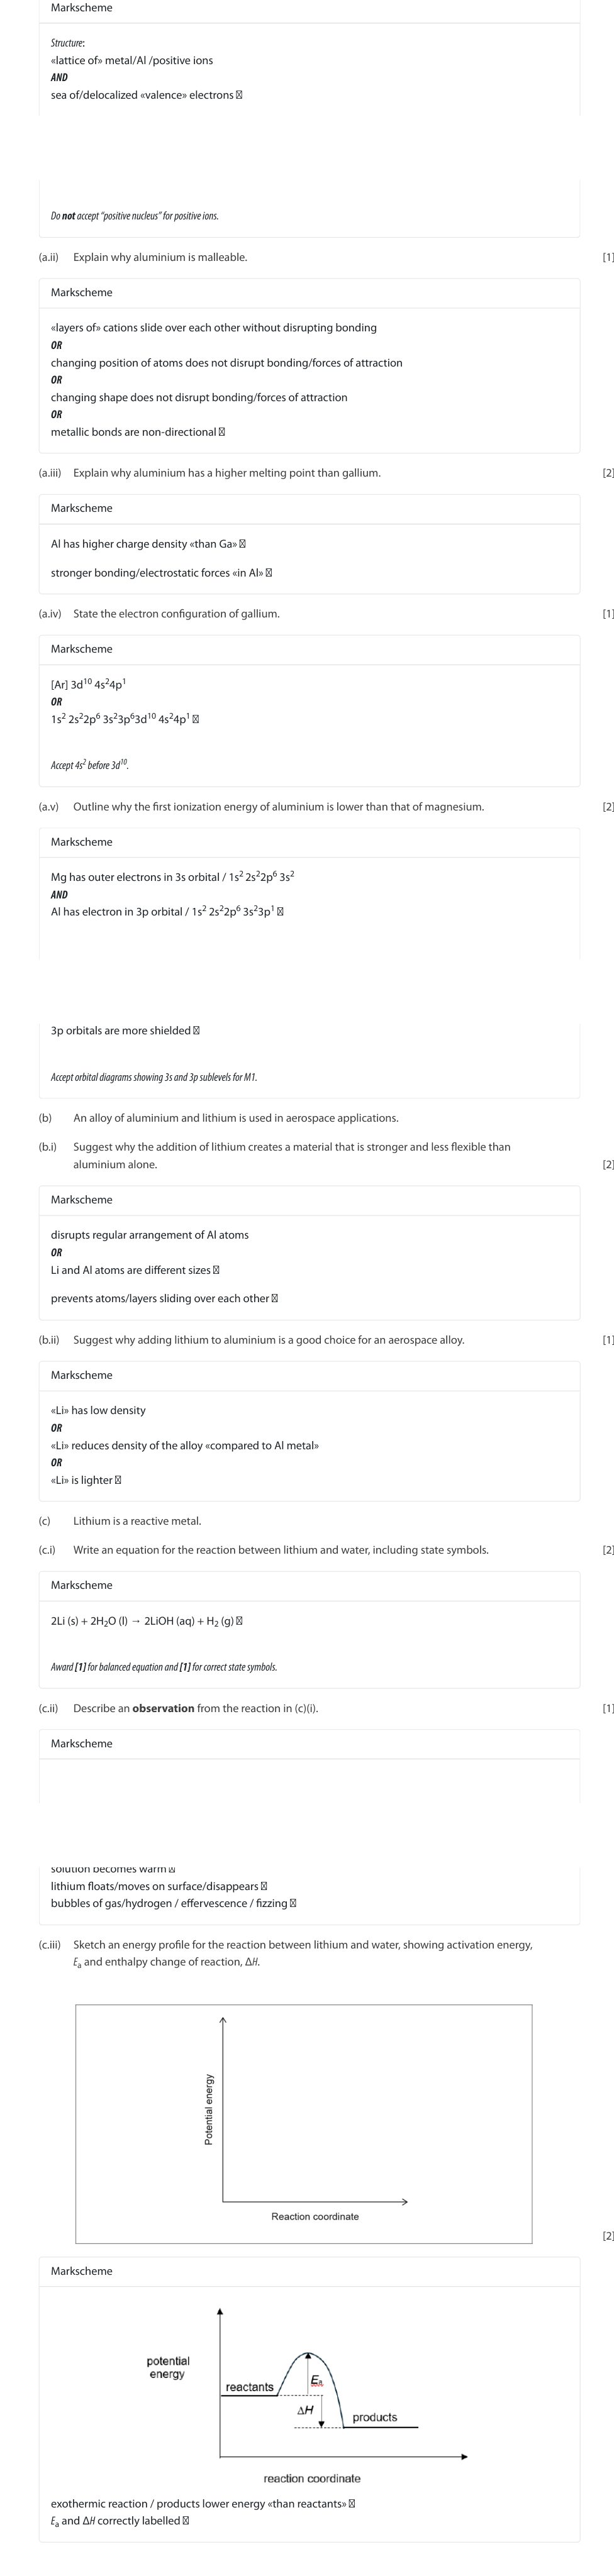 Markscheme
Structure:
«lattice of» metal/Al /positive ions
AND
sea of/delocalized «valence» electrons
Do not accept “positive nucleus” for positive ions.
(a.ii) Explain why aluminium is malleable. [1]
Markscheme
«layers of» cations slide over each other without disrupting bonding
OR
changing position of atoms does not disrupt bonding/forces of attraction
OR
changing shape does not disrupt bonding/forces of attraction
OR
metallic bonds are non-directional
(a.iii) Explain why aluminium has a higher melting point than gallium. [2]
Markscheme
Al has higher charge density «than Ga»
stronger bonding/electrostatic forces «in Al»
(a.iv) State the electron configuration of gallium. [1]
Markscheme
[Ar] 3d¹⁰ 4s²4p¹
OR
1s² 2s²2p⁶ 3s²3p⁶3d¹⁰ 4s²4p¹
Accept 4s² before 3d¹⁰.
(a.v) Outline why the first ionization energy of aluminium is lower than that of magnesium. [2]
Markscheme
Mg has outer electrons in 3s orbital / 1s² 2s²2p⁶ 3s²
AND
Al has electron in 3p orbital / 1s² 2s²2p⁶ 3s²3p¹
3p orbitals are more shielded
Accept orbital diagrams showing 3s and 3p sublevels for M1.
(b) An alloy of aluminium and lithium is used in aerospace applications.
(b.i) Suggest why the addition of lithium creates a material that is stronger and less flexible than
aluminium alone. [2]
Markscheme
disrupts regular arrangement of Al atoms
OR
Li and Al atoms are different sizes
prevents atoms/layers sliding over each other
(b.ii) Suggest why adding lithium to aluminium is a good choice for an aerospace alloy. [1]
Markscheme
«Li» has low density
OR
«Li» reduces density of the alloy «compared to Al metal»
OR
«Li» is lighter
(c) Lithium is a reactive metal.
(c.i) Write an equation for the reaction between lithium and water, including state symbols. [2]
Markscheme
2Li (s) + 2H₂O (l) → 2LiOH (aq) + H₂ (g)
Award [1] for balanced equation and [1] for correct state symbols.
(c.ii) Describe an observation from the reaction in (c)(i). [1]
Markscheme
solution becomes warm
lithium floats/moves on surface/disappears
bubbles of gas/hydrogen / effervescence / fizzing
(c.iii) Sketch an energy profile for the reaction between lithium and water, showing activation energy,
Eₐ and enthalpy change of reaction, ΔH.
Potential energy
Reaction coordinate
[2]
Markscheme
potential
energy
reactants
Eₐ
ΔH
products
reaction coordinate
exothermic reaction / products lower energy «than reactants»
Eₐ and ΔH correctly labelled